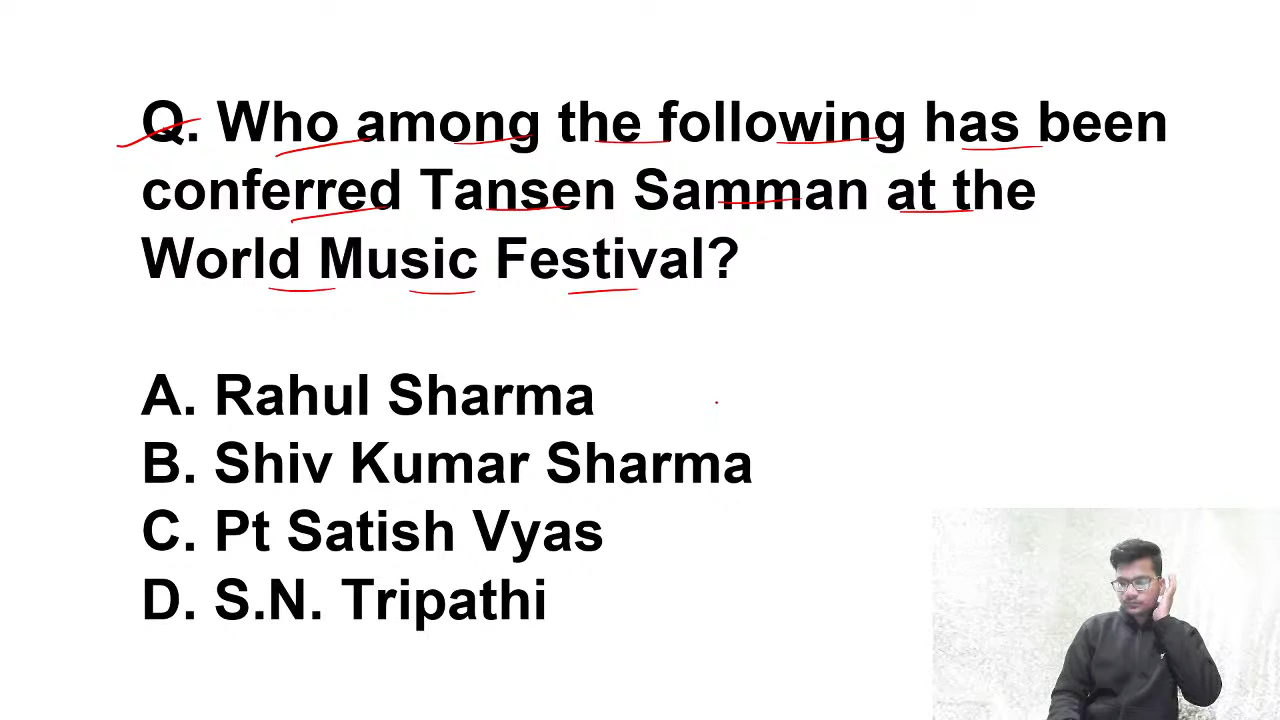 Q. Who among the following has been
conferred Tansen Samman at the
World Music Festival?
A. Rahul Sharma
B. Shiv Kumar Sharma
C. Pt Satish Vyas
D. S.N. Tripathi